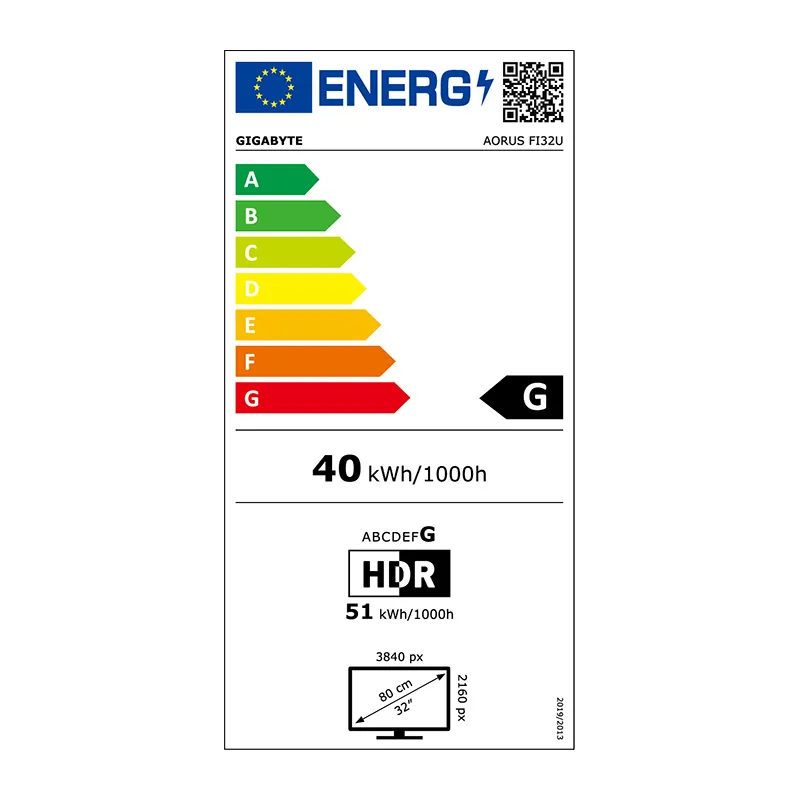 ENERG
GIGABYTE AORUS FI32U
A
B
C
D
E
F
G
G
40 kWh/1000h
ABCDEFG
HDR
51 kWh/1000h
3840 px
80 cm
32″
2160 px
2019/2013